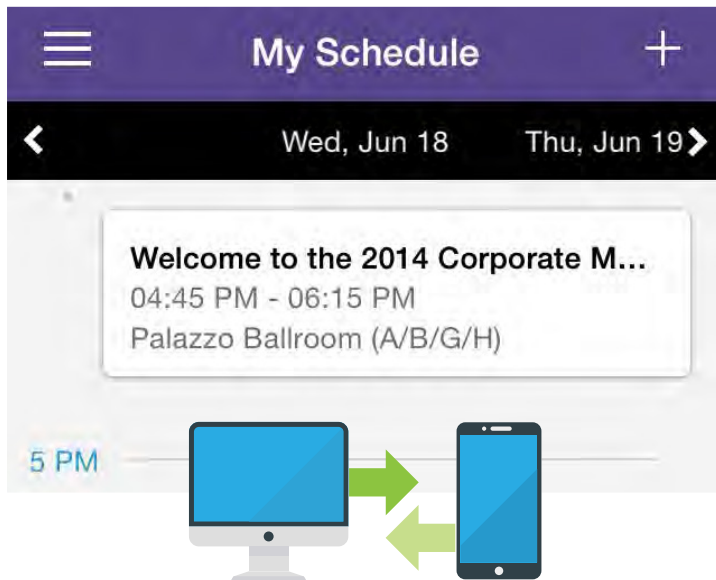 My Schedule
Wed, Jun 18 Thu, Jun 19
Welcome to the 2014 Corporate M...
04:45 PM - 06:15 PM
Palazzo Ballroom (A/B/G/H)
5 PM